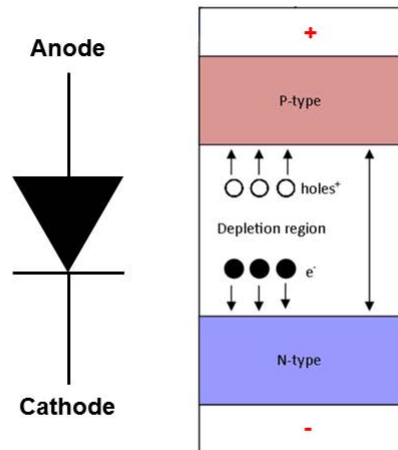 Anode
Cathode
+
P-type
holes⁺
Depletion region
e⁻
N-type
-